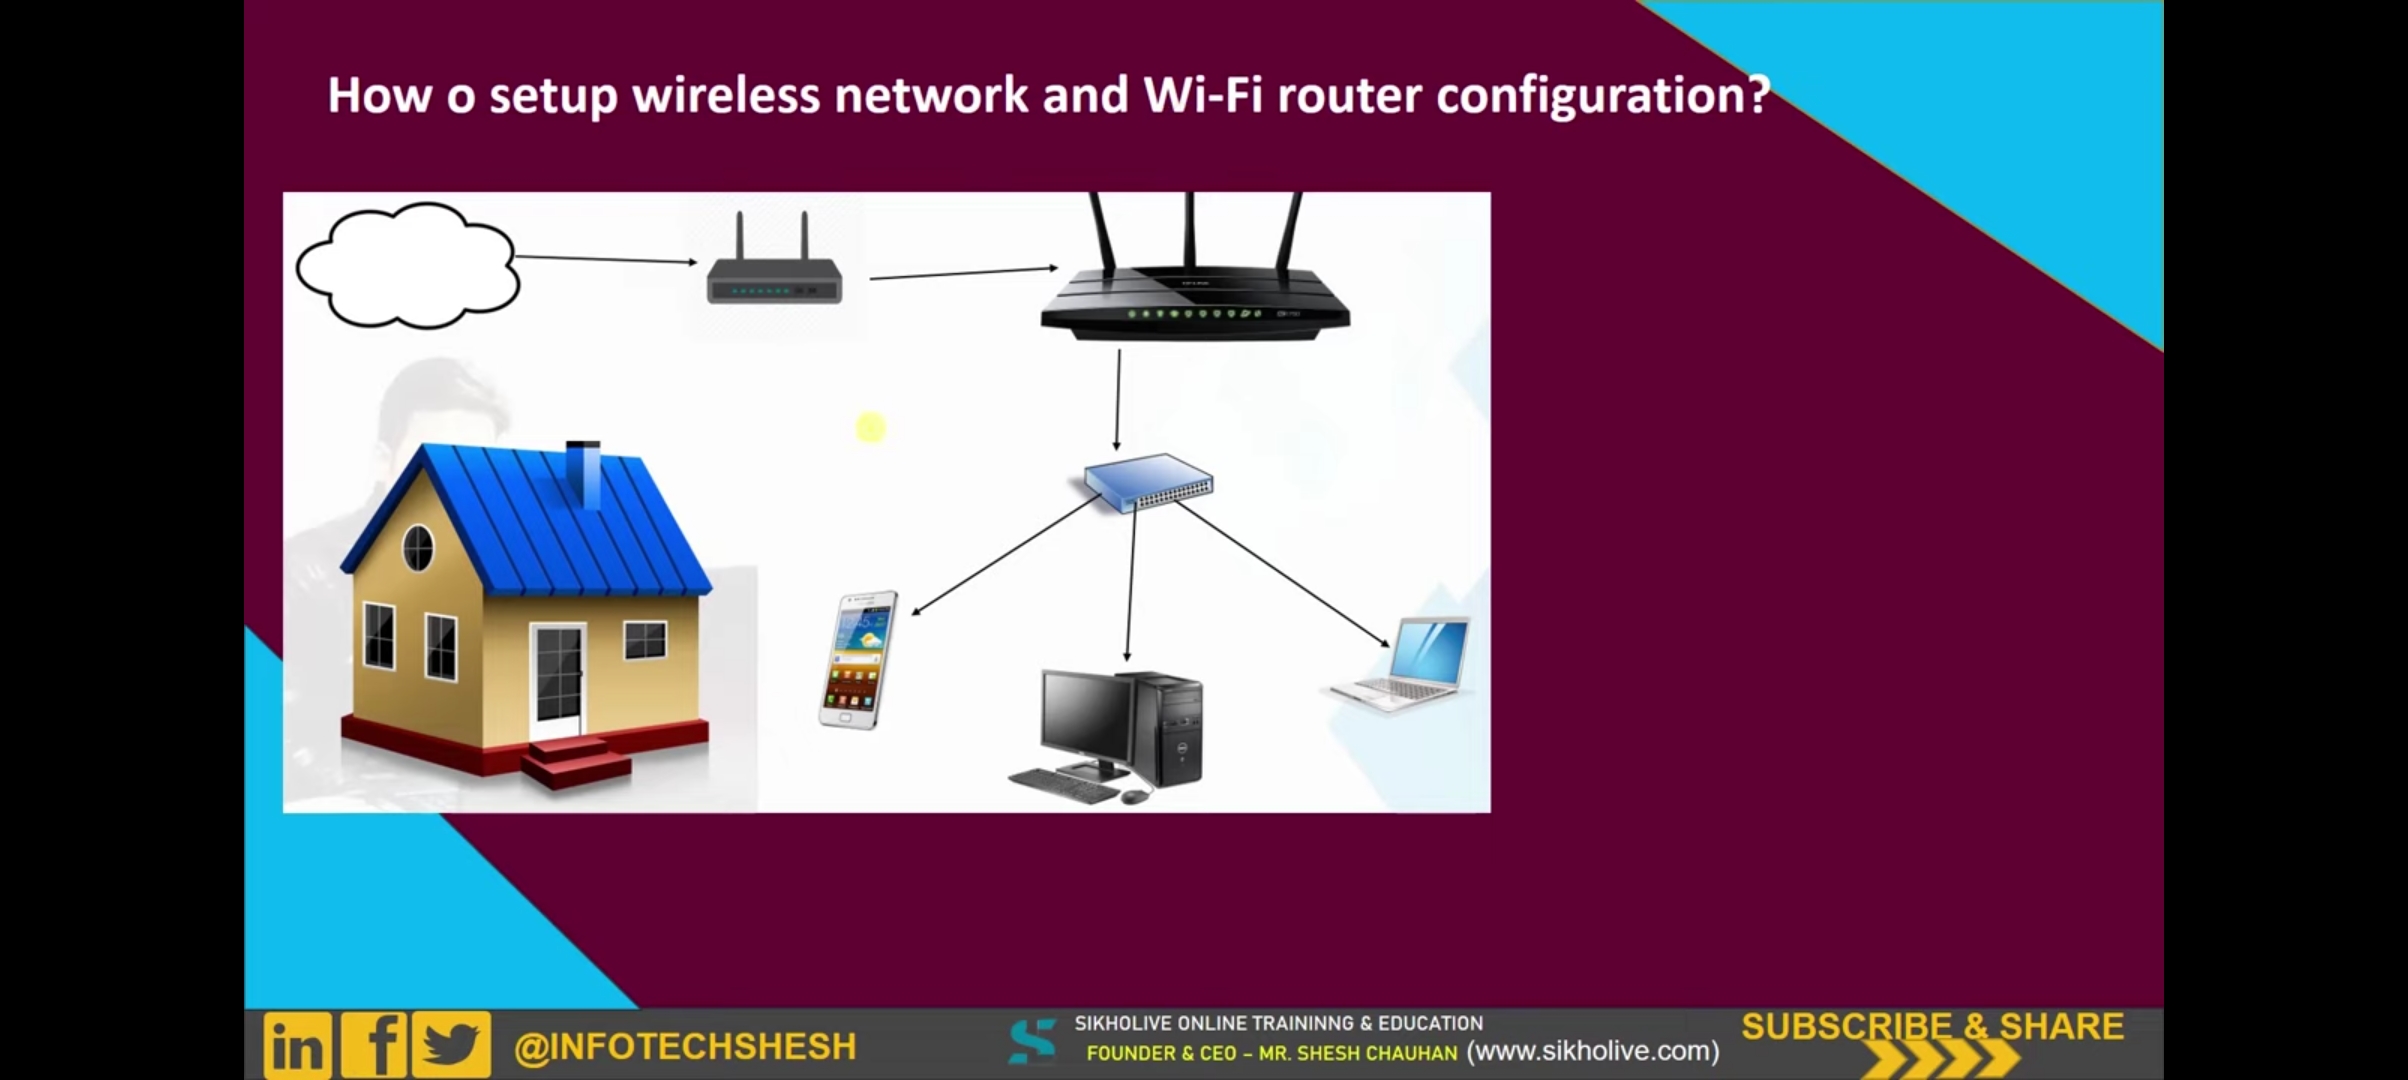 How o setup wireless network and Wi-Fi router configuration?
in f
@INFOTECHSHESH
S
SIKHOLIVE ONLINE TRAININNG & EDUCATION
FOUNDER & CEO – MR. SHESH CHAUHAN (www.sikholive.com)
SUBSCRIBE & SHARE